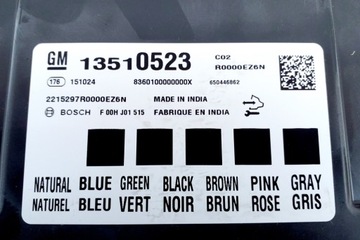 GM 13510523 C02
R0000EZ6N
176 151024 8360100000000X 650446862
2215297R0000EZ6N MADE IN INDIA
BOSCH F 00H J01 515 FABRIQUE EN INDIA
NATURAL BLUE GREEN BLACK BROWN PINK GRAY
NATUREL BLEU VERT NOIR BRUN ROSE GRIS